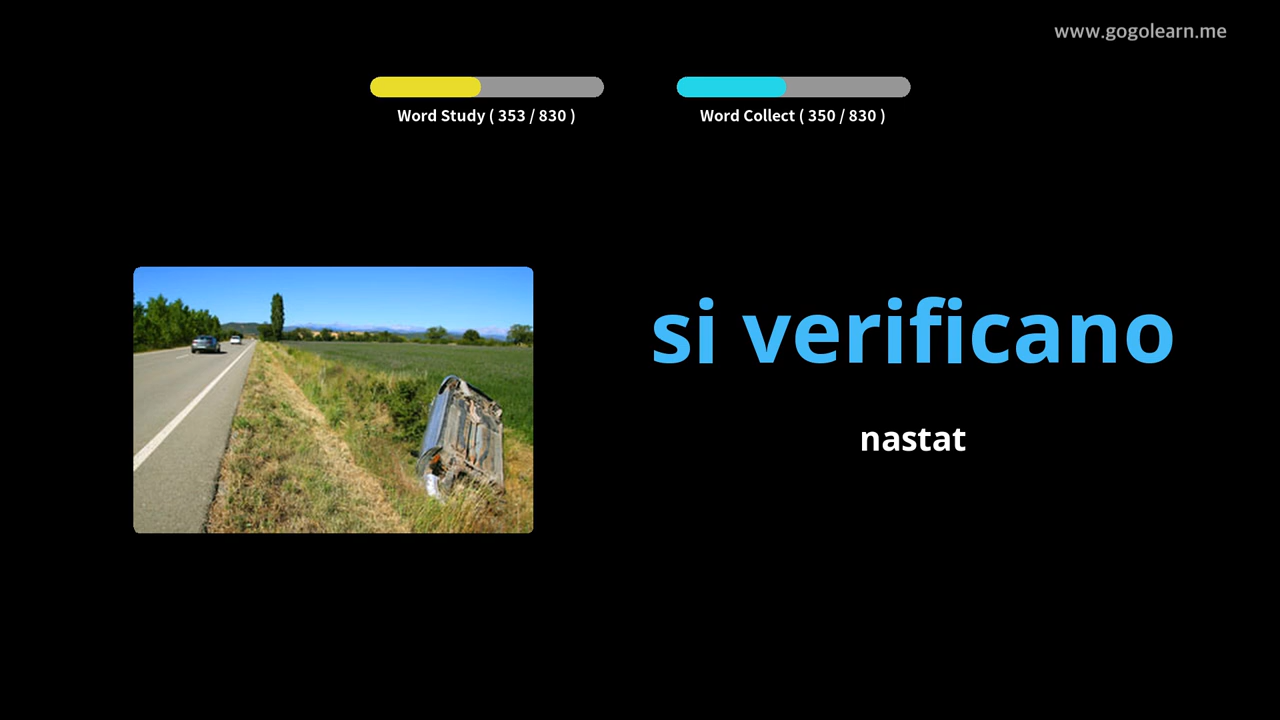 www.gogolearn.me
Word Study ( 353 / 830 )
Word Collect ( 350 / 830 )
si verificano
nastat